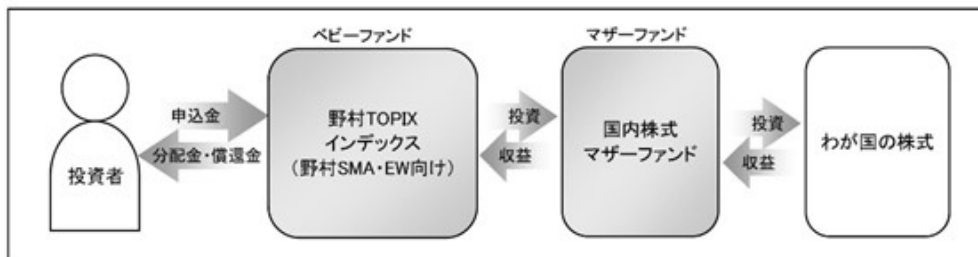 ベビーファンド
マザーファンド
投資者
申込金
分配金・償還金
野村TOPIX
インデックス
(野村SMA・EW向け)
投資
収益
国内株式
マザーファンド
投資
収益
わが国の株式